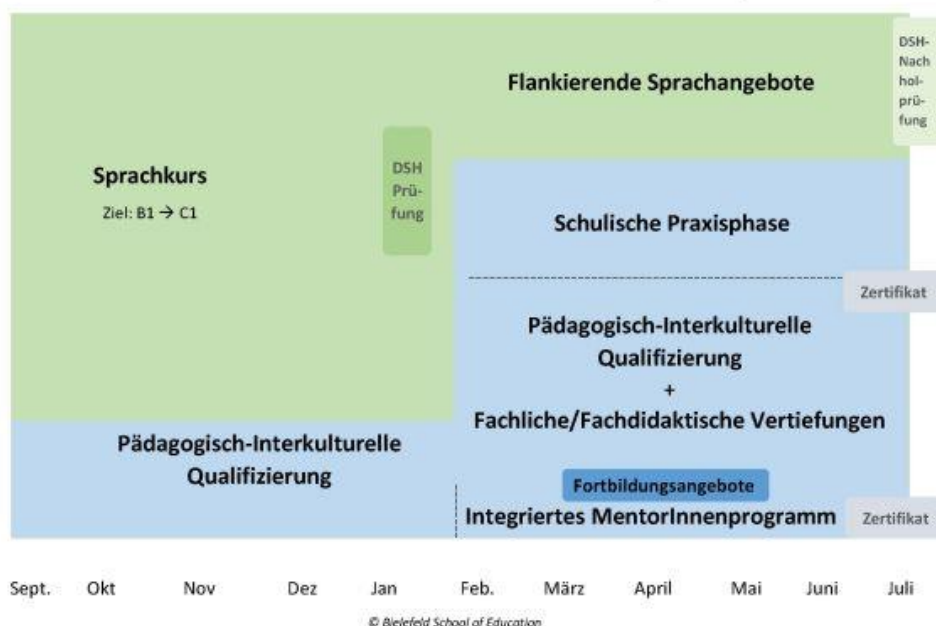 Flankierende Sprachangebote
DSH-
Nach
hol-
prü-
fung
Sprachkurs
Ziel: B1 → C1
DSH
Prü-
fung
Schulische Praxisphase
Zertifikat
Pädagogisch-Interkulturelle
Qualifizierung
+
Fachliche/Fachdidaktische Vertiefungen
Pädagogisch-Interkulturelle
Qualifizierung
Fortbildungsangebote
Integriertes MentorInnenprogramm
Zertifikat
Sept. Okt Nov Dez Jan Feb. März April Mai Juni Juli
© Bielefeld School of Education